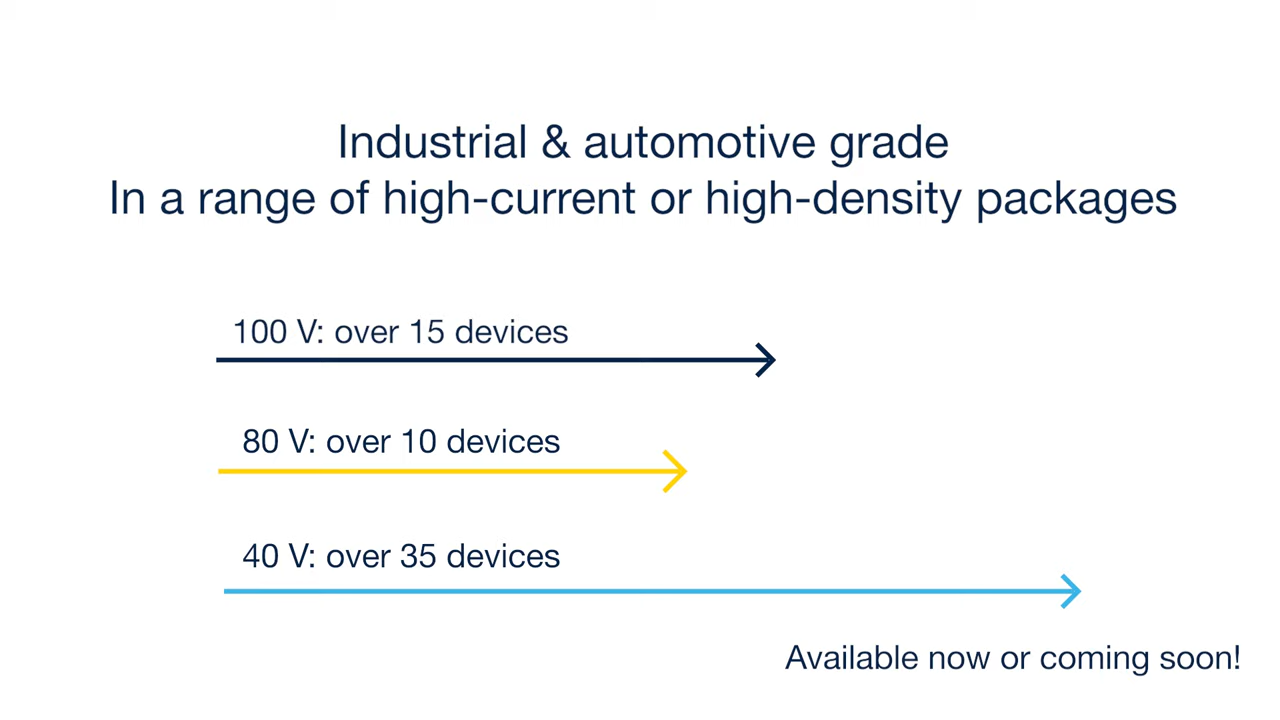 Industrial & automotive grade
In a range of high-current or high-density packages
100 V: over 15 devices
80 V: over 10 devices
40 V: over 35 devices
Available now or coming soon!